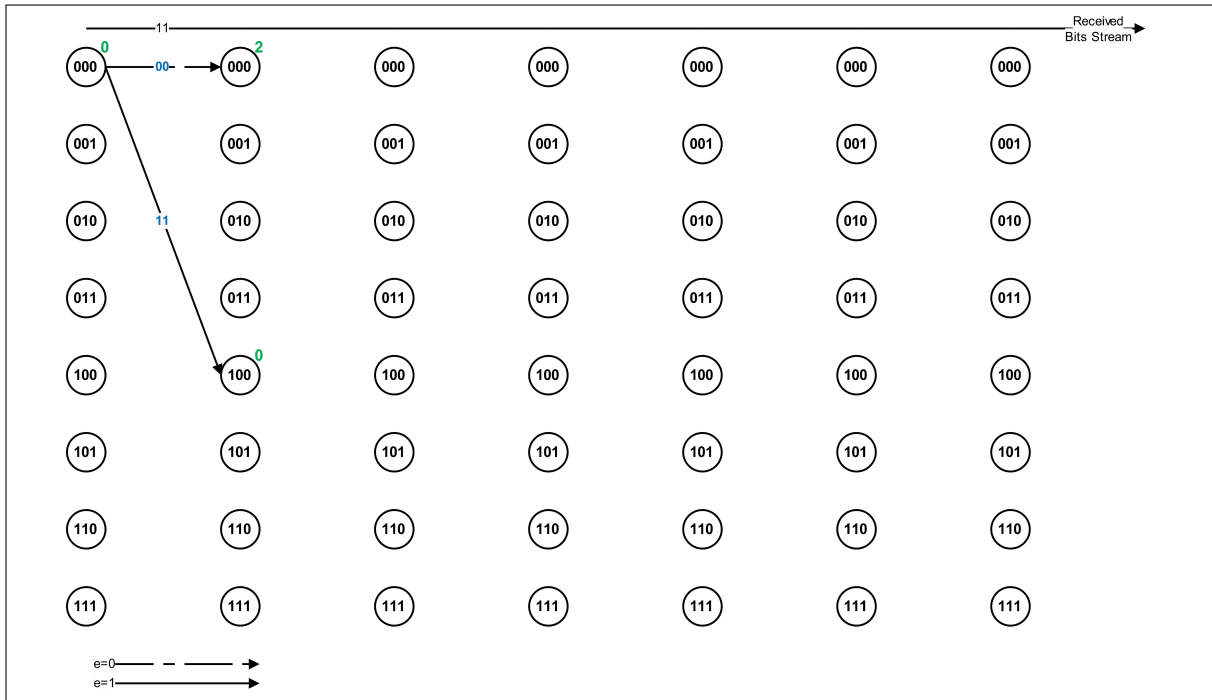 11
Received
Bits Stream
0 2
000 00 000 000 000 000 000 000
001 001 001 001 001 001 001
11
010 010 010 010 010 010 010
011 011 011 011 011 011 011
0
100 100 100 100 100 100 100
101 101 101 101 101 101 101
110 110 110 110 110 110 110
111 111 111 111 111 111 111
e=0
e=1